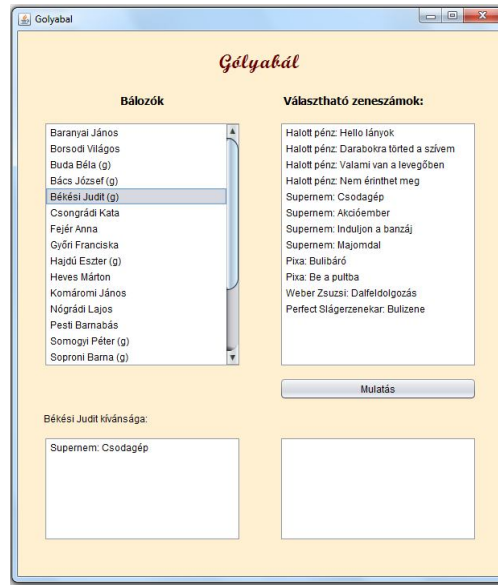 Golyabal
Gólyabál
Bálozók
Baranyai János
Borsodi Világos
Buda Béla (g)
Bács József (g)
Békési Judit (g)
Csongrádi Kata
Fejér Anna
Győri Franciska
Hajdú Eszter (g)
Heves Márton
Komáromi János
Nógrádi Lajos
Pesti Barnabás
Somogyi Péter (g)
Soproni Barna (g)
Választható zeneszámok:
Halott pénz: Hello lányok
Halott pénz: Darabokra törted a szívem
Halott pénz: Valami van a levegőben
Halott pénz: Nem érinthet meg
Supernem: Csodagép
Supernem: Akcióember
Supernem: Induljon a banzáj
Supernem: Majomdal
Pixa: Bulibáró
Pixa: Be a pultba
Weber Zsuzsi: Dalfeldolgozás
Perfect Slágerzenekar: Bulizene
Mulatás
Békési Judit kívánsága:
Supernem: Csodagép